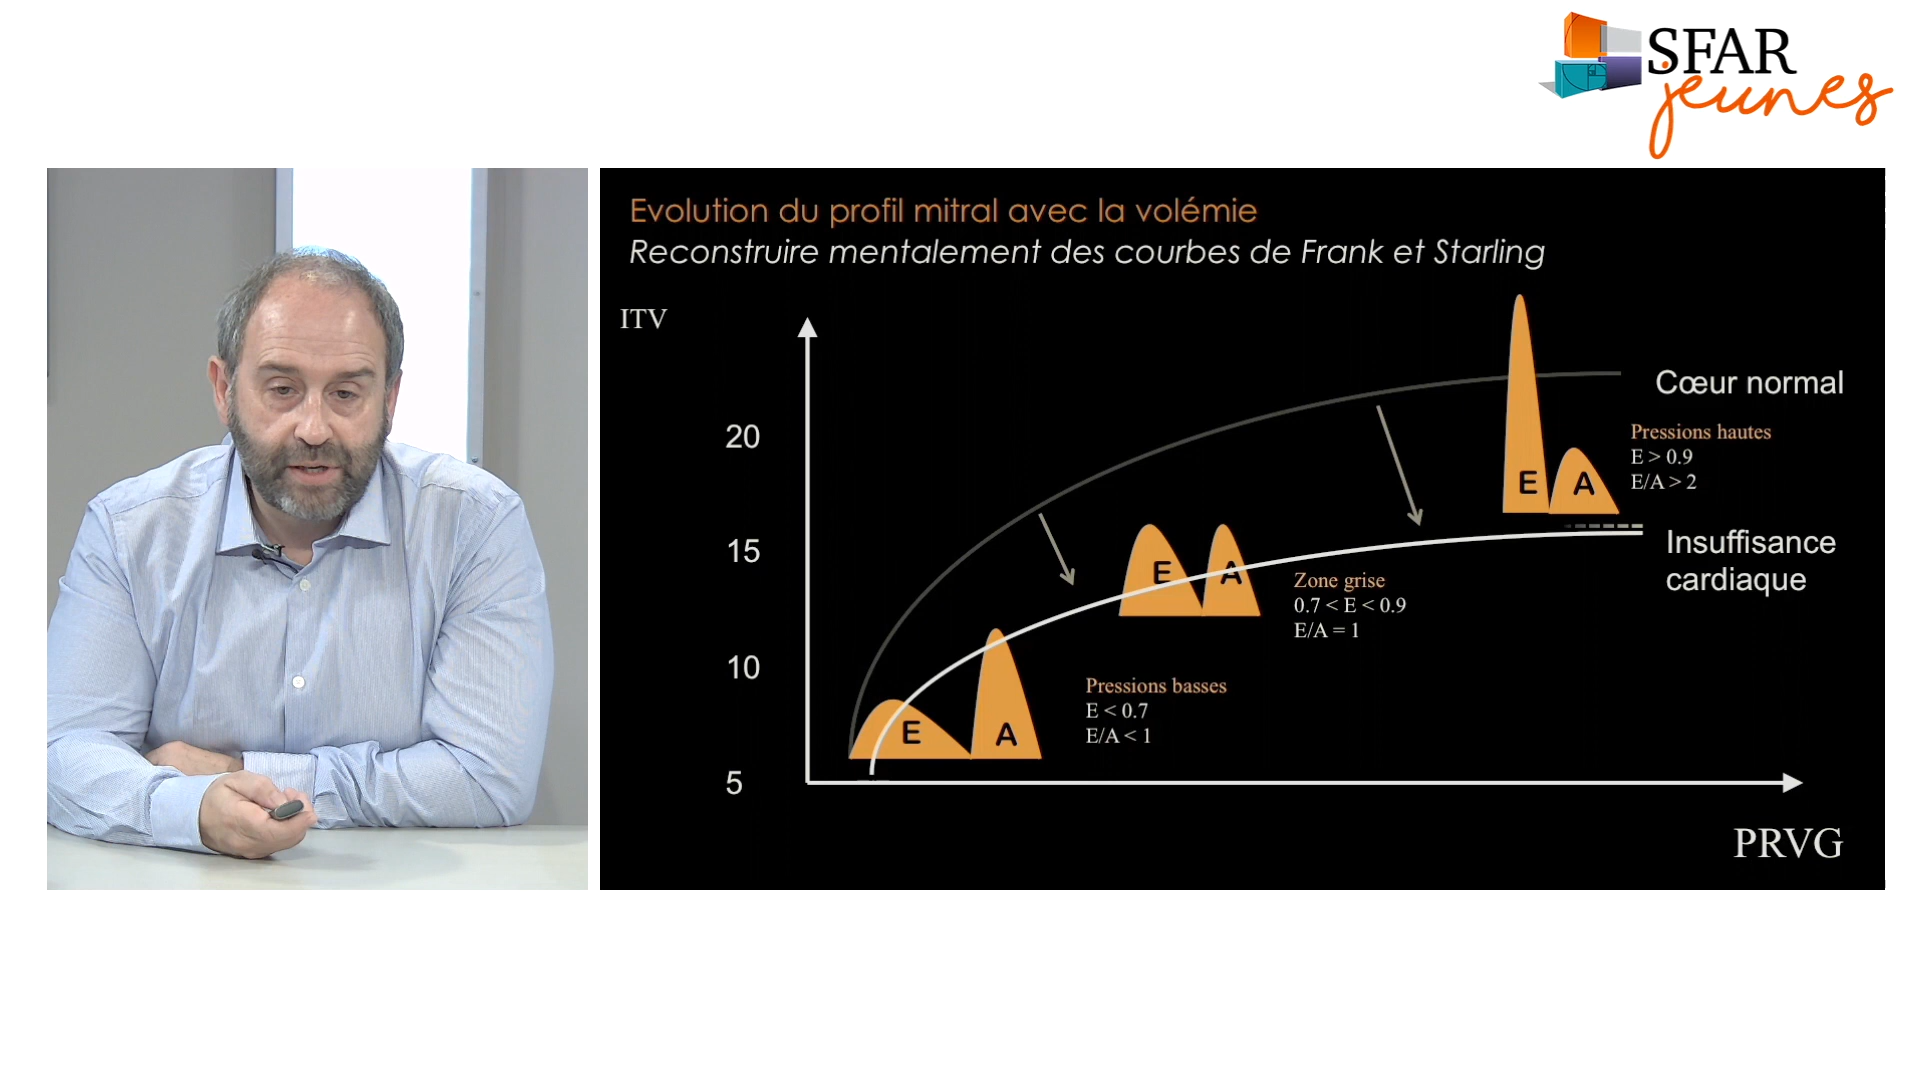 SFAR
jeunes
Evolution du profil mitral avec la volémie
Reconstruire mentalement des courbes de Frank et Starling
ITV
20
15
10
5
Cœur normal
Pressions hautes
E > 0.9
E/A > 2
E A
Insuffisance
cardiaque
E A
Zone grise
0.7 < E < 0.9
E/A = 1
Pressions basses
E < 0.7
E/A < 1
E A
PRVG